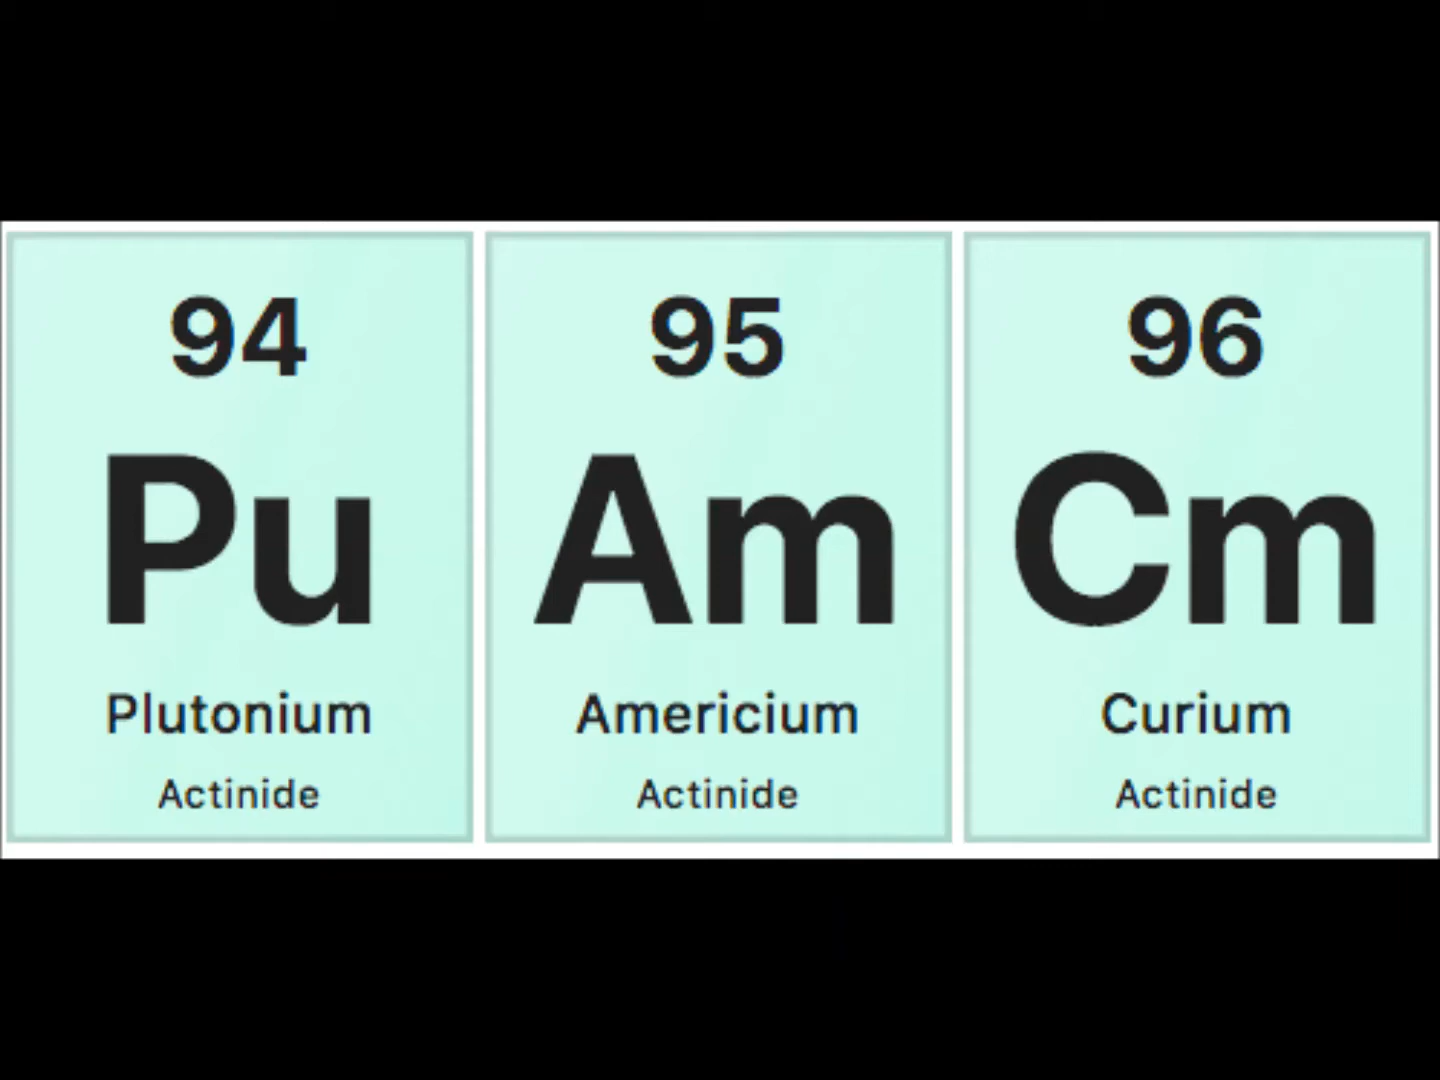 94
Pu
Plutonium
Actinide
95
Am
Americium
Actinide
96
Cm
Curium
Actinide